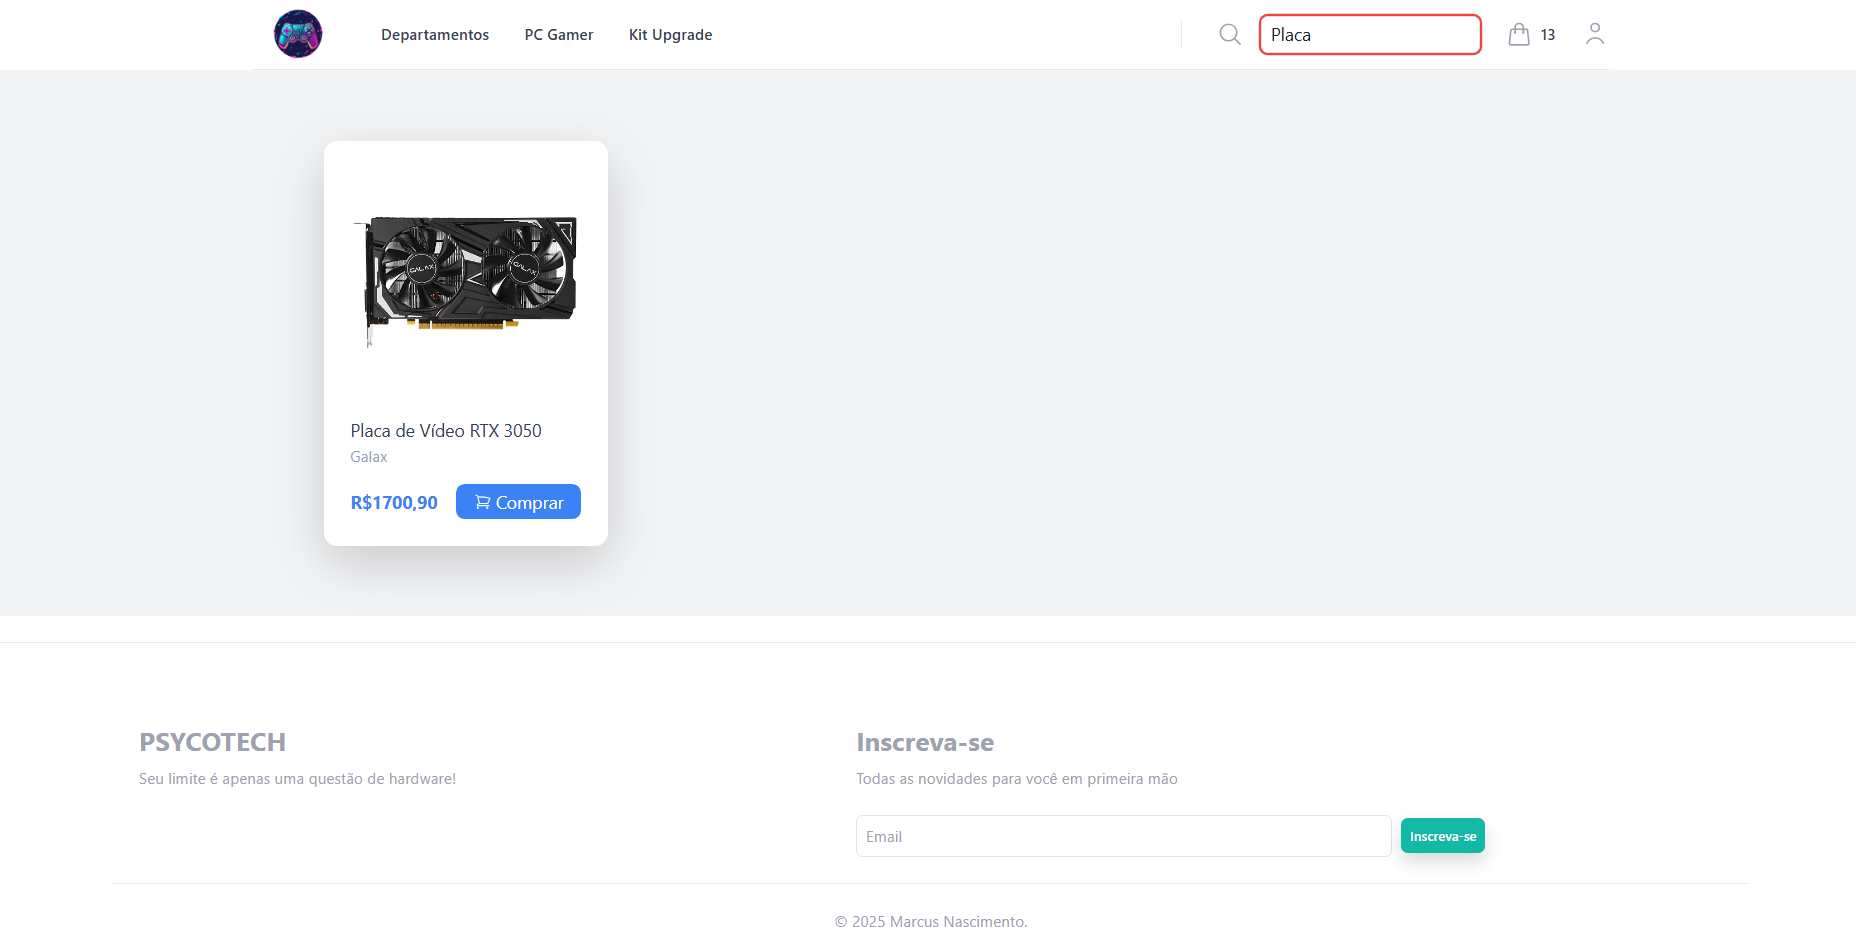 Departamentos
PC Gamer
Kit Upgrade
Placa
13
GALAX
GALAX
Placa de Vídeo RTX 3050
Galax
R$1700,90
Comprar
PSYCOTECH
Seu limite é apenas uma questão de hardware!
Inscreva-se
Todas as novidades para você em primeira mão
Email
Inscreva-se
© 2025 Marcus Nascimento.